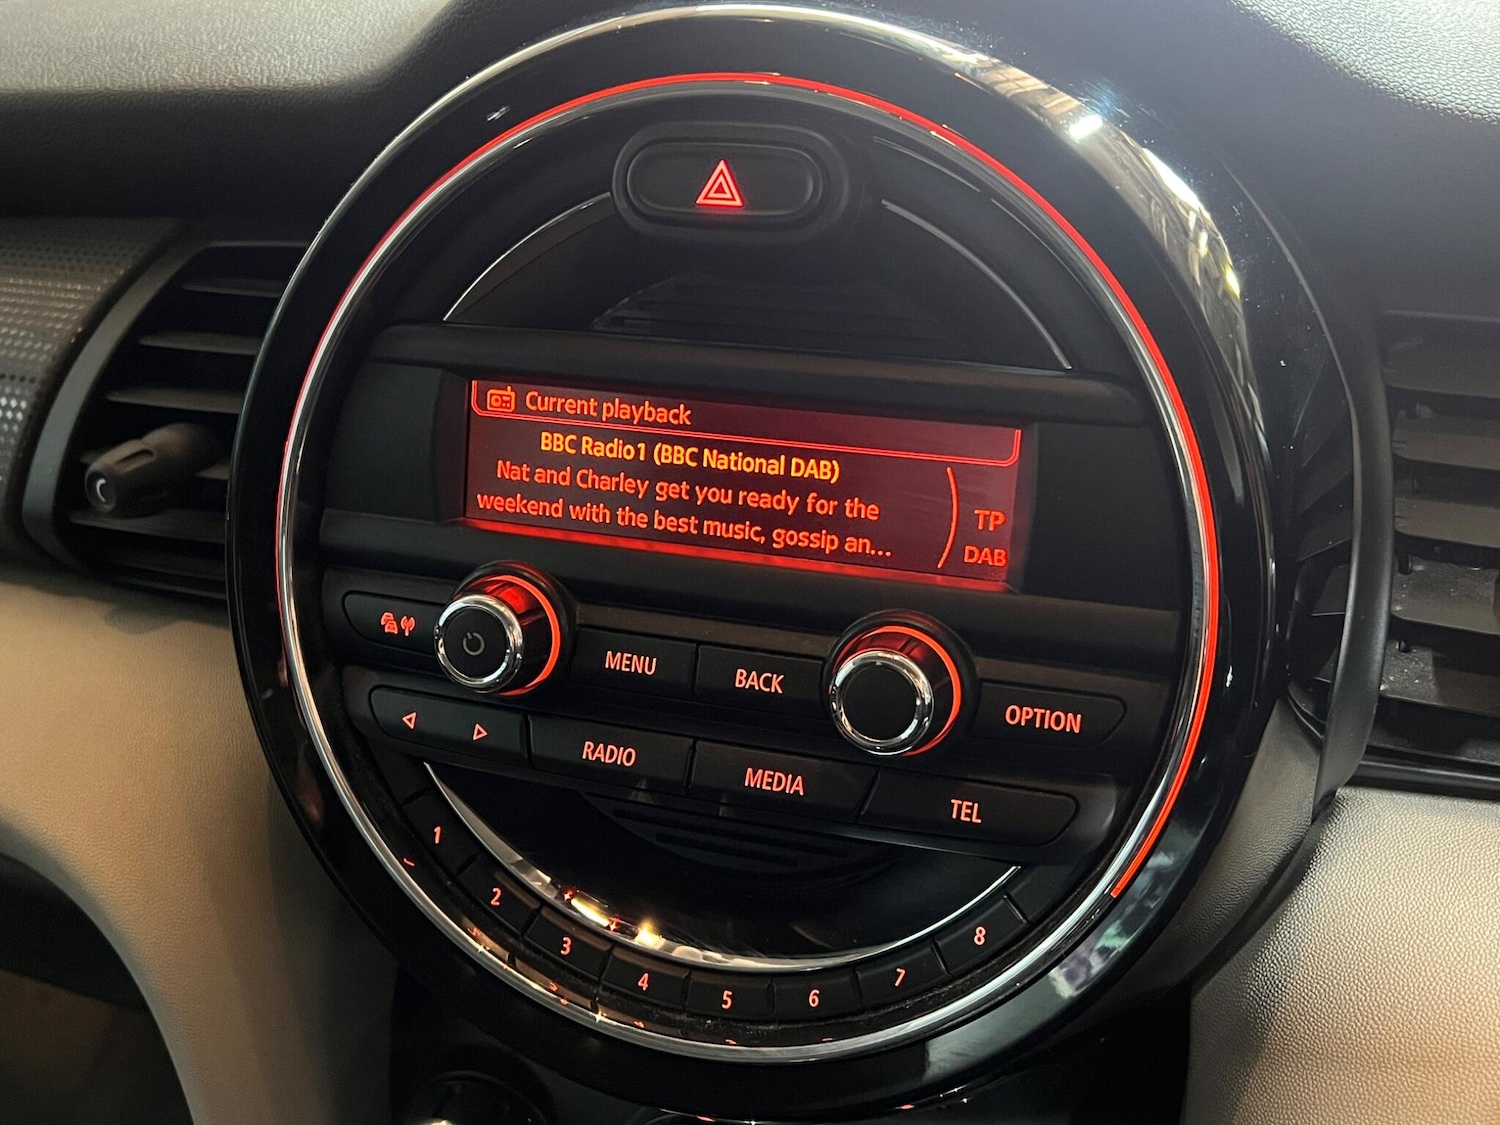 Current playback
BBC Radio1 (BBC National DAB)
Nat and Charley get you ready for the
weekend with the best music, gossip an...
TP
DAB
MENU
BACK
OPTION
RADIO
MEDIA
TEL
1
2
3
4
5
6
7
8